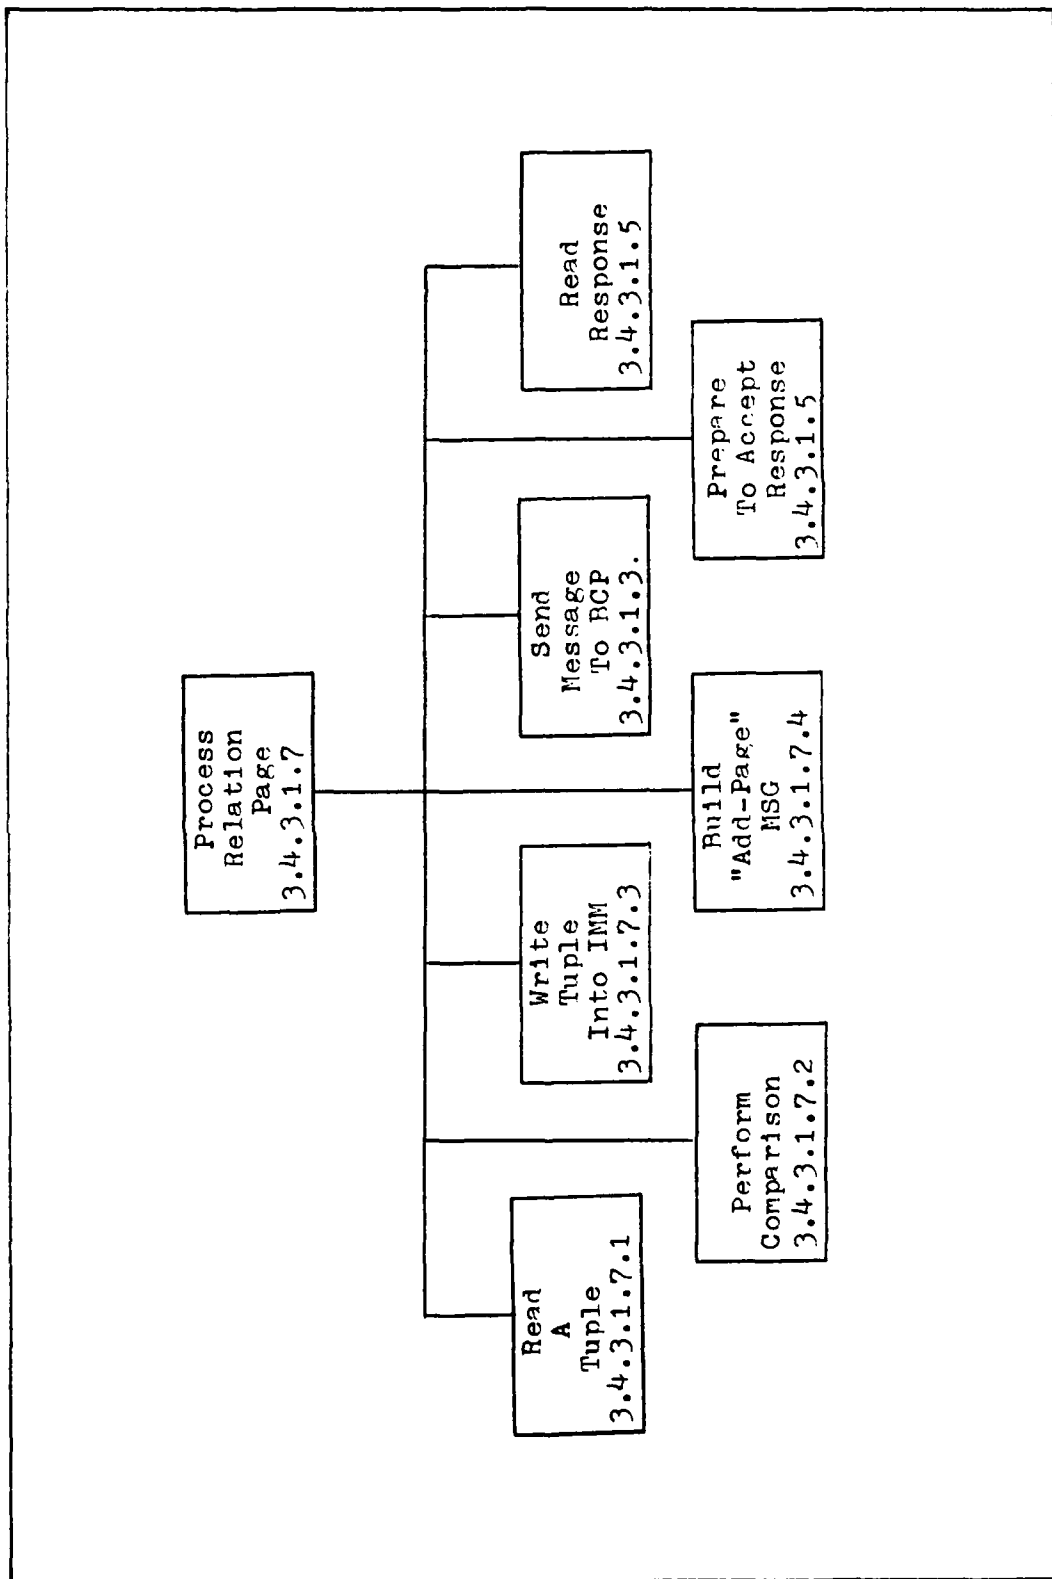 Process
Relation
Page
3.4.3.1.7
Read
A
Tuple
3.4.3.1.7.1
Perform
Comparison
3.4.3.1.7.2
Write
Tuple
Into IMM
3.4.3.1.7.3
Build
"Add-Page"
MSG
3.4.3.1.7.4
Send
Message
To BCP
3.4.3.1.3.
Prepare
To Accept
Response
3.4.3.1.5
Read
Response
3.4.3.1.5